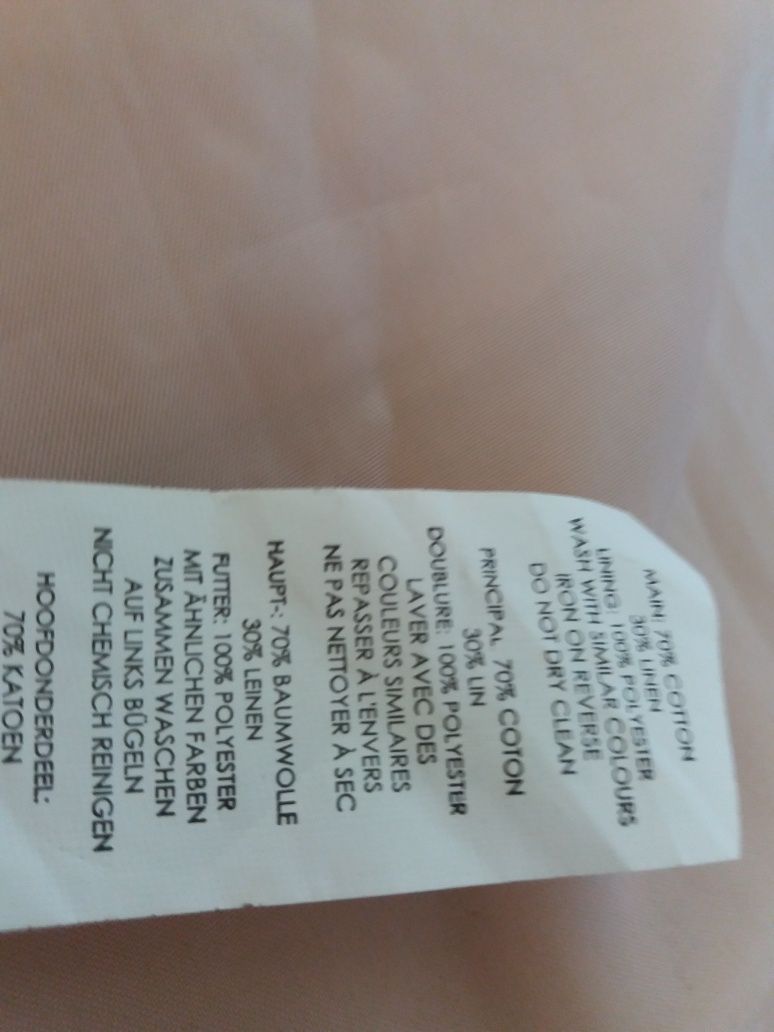 MAIN: 70% COTTON
30% LINEN
LINING: 100% POLYESTER
WASH WITH SIMILAR COLOURS
IRON ON REVERSE
DO NOT DRY CLEAN
PRINCIPAL 70% COTON
30% LIN
DOUBLURE: 100% POLYESTER
LAVER AVEC DES
COULEURS SIMILAIRES
REPASSER À L'ENVERS
NE PAS NETTOYER À SEC
HAUPT-: 70% BAUMWOLLE
30% LEINEN
FUTTER: 100% POLYESTER
MIT ÄHNLICHEN FARBEN
ZUSAMMEN WASCHEN
AUF LINKS BÜGELN
NICHT CHEMISCH REINIGEN
HOOFDONDERDEEL:
70% KATOEN